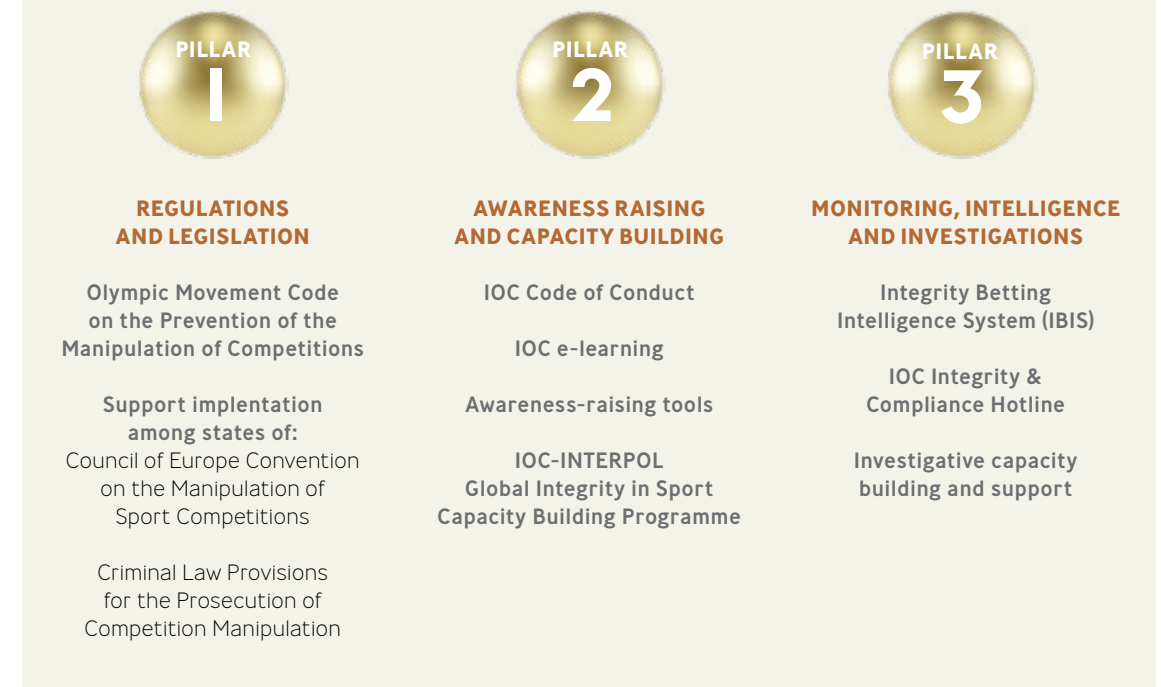 PILLAR
1
REGULATIONS
AND LEGISLATION
Olympic Movement Code
on the Prevention of the
Manipulation of Competitions
Support implentation
among states of:
Council of Europe Convention
on the Manipulation of
Sport Competitions
Criminal Law Provisions
for the Prosecution of
Competition Manipulation
PILLAR
2
AWARENESS RAISING
AND CAPACITY BUILDING
IOC Code of Conduct
IOC e-learning
Awareness-raising tools
IOC-INTERPOL
Global Integrity in Sport
Capacity Building Programme
PILLAR
3
MONITORING, INTELLIGENCE
AND INVESTIGATIONS
Integrity Betting
Intelligence System (IBIS)
IOC Integrity &
Compliance Hotline
Investigative capacity
building and support